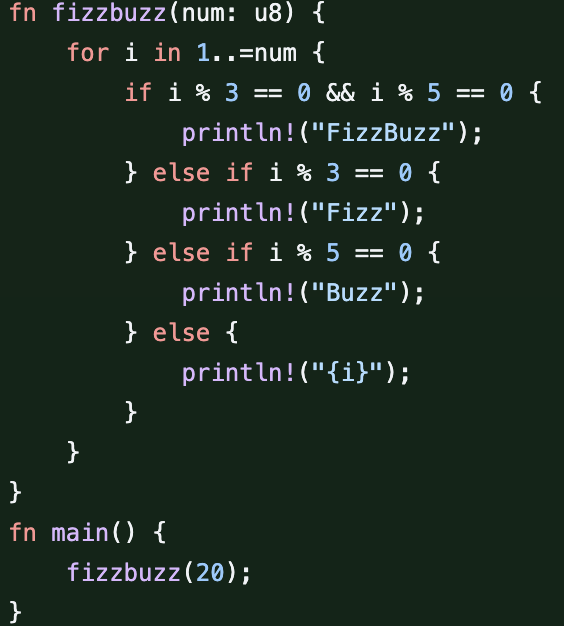 fn fizzbuzz(num: u8) {
    for i in 1..=num {
        if i % 3 == 0 && i % 5 == 0 {
            println!("FizzBuzz");
        } else if i % 3 == 0 {
            println!("Fizz");
        } else if i % 5 == 0 {
            println!("Buzz");
        } else {
            println!("{i}");
        }
    }
}
fn main() {
    fizzbuzz(20);
}